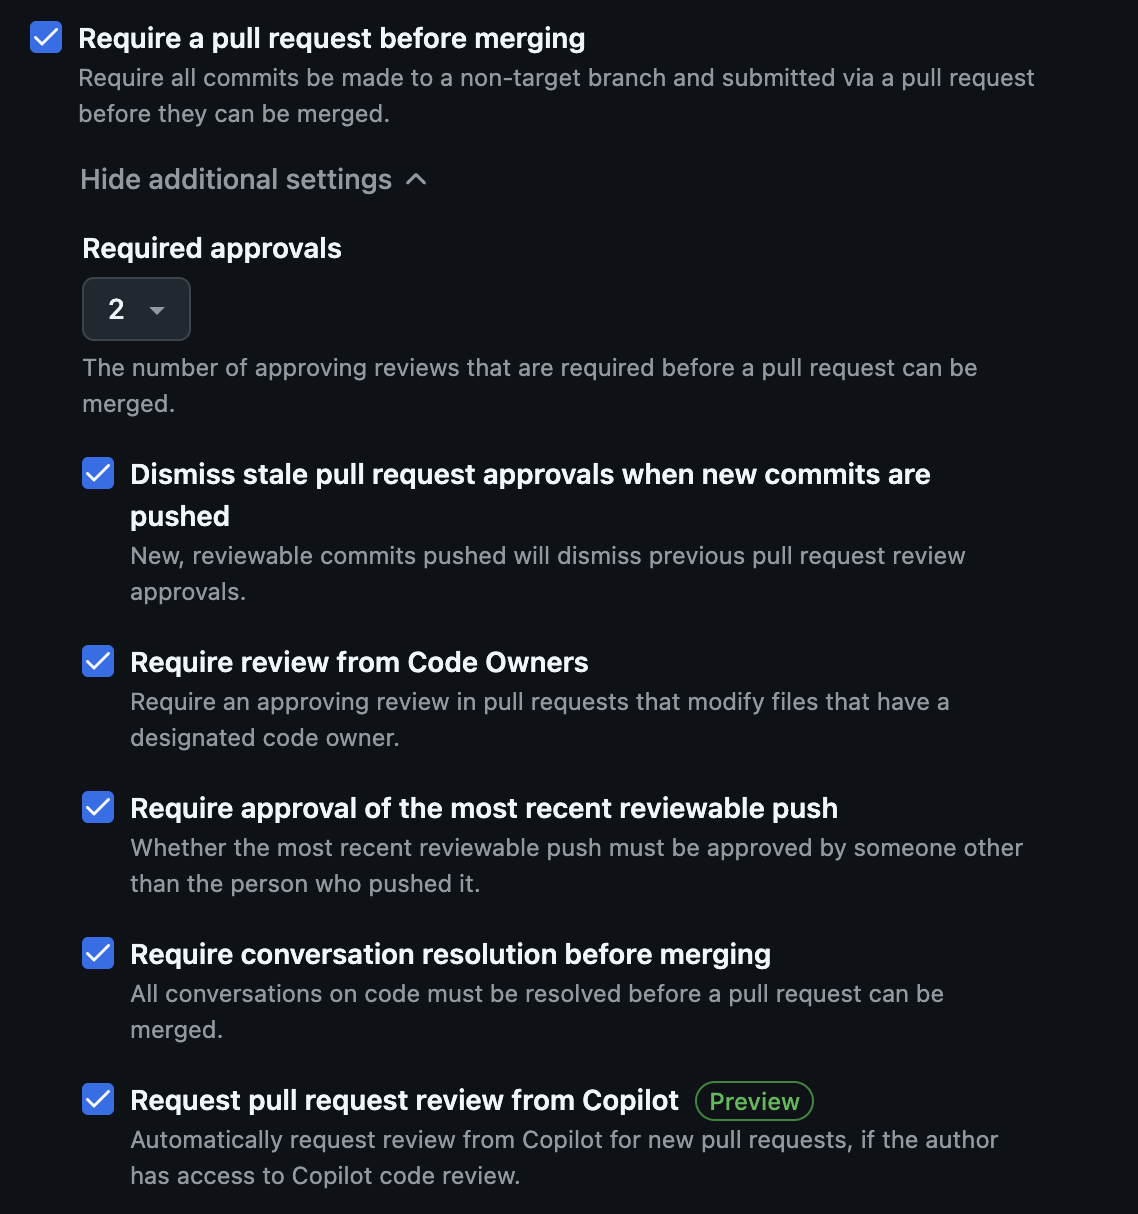 Require a pull request before merging
Require all commits be made to a non-target branch and submitted via a pull request
before they can be merged.
Hide additional settings
Required approvals
2
The number of approving reviews that are required before a pull request can be
merged.
Dismiss stale pull request approvals when new commits are
pushed
New, reviewable commits pushed will dismiss previous pull request review
approvals.
Require review from Code Owners
Require an approving review in pull requests that modify files that have a
designated code owner.
Require approval of the most recent reviewable push
Whether the most recent reviewable push must be approved by someone other
than the person who pushed it.
Require conversation resolution before merging
All conversations on code must be resolved before a pull request can be
merged.
Request pull request review from Copilot Preview
Automatically request review from Copilot for new pull requests, if the author
has access to Copilot code review.